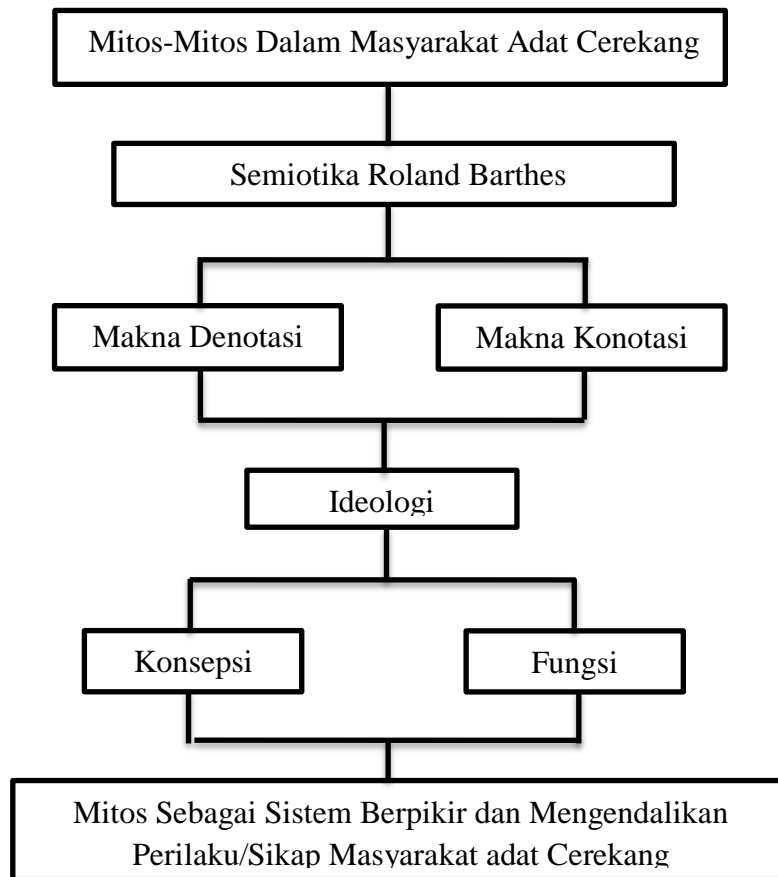 Mitos-Mitos Dalam Masyarakat Adat Cerekang
Semiotika Roland Barthes
Makna Denotasi
Makna Konotasi
Ideologi
Konsepsi
Fungsi
Mitos Sebagai Sistem Berpikir dan Mengendalikan
Perilaku/Sikap Masyarakat adat Cerekang